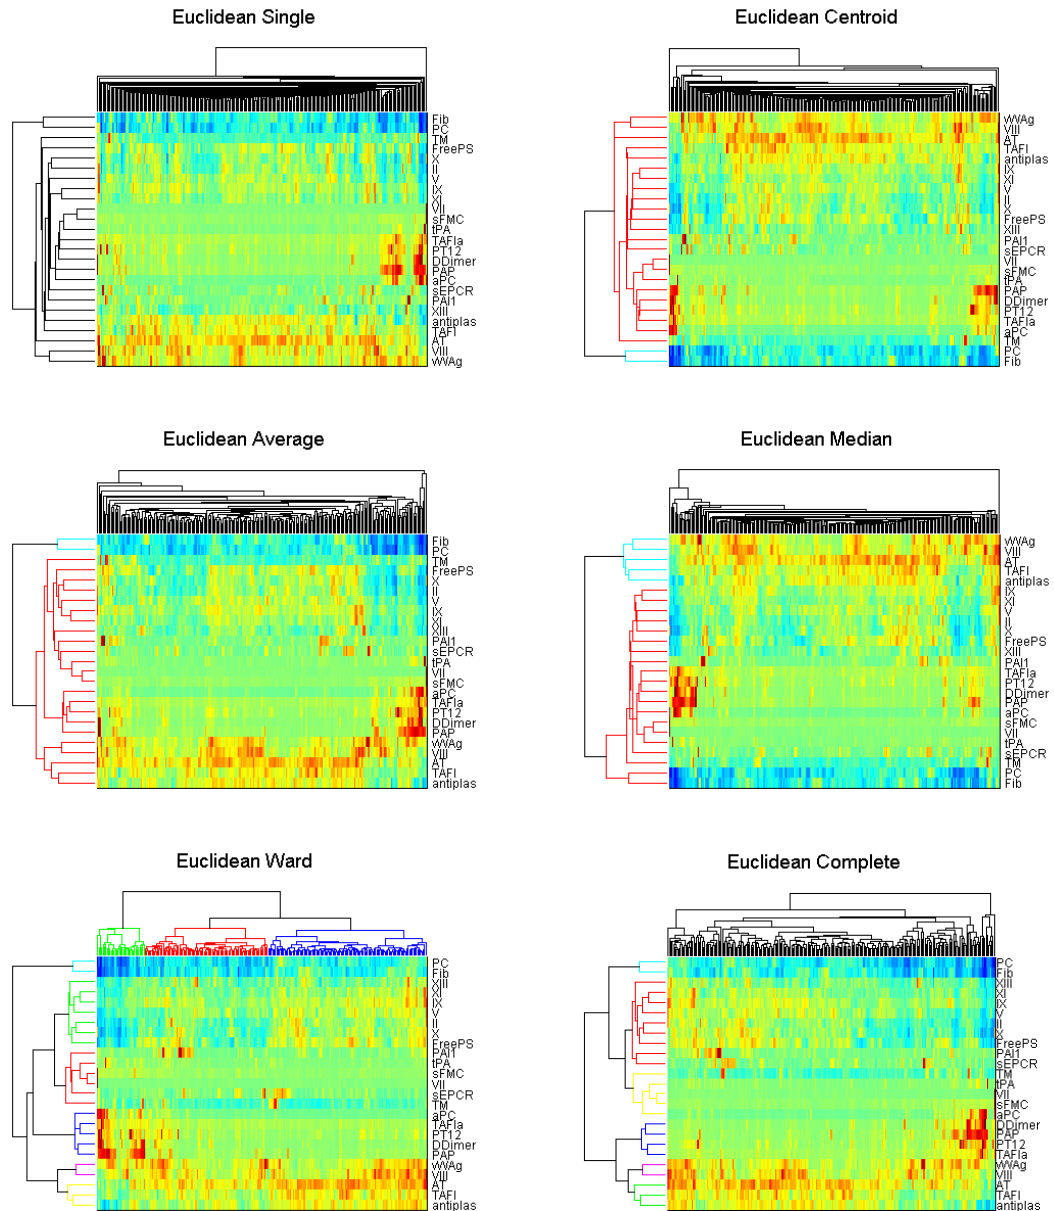 Euclidean Single
Fib
PC
TM
FreePS
X
II
V
IX
XI
VII
sFMC
tPA
TAFIa
PT12
DDimer
PAP
aPC
sEPCR
PAI1
XIII
antiplas
TAFI
AT
VIII
vWAg
Euclidean Centroid
vWAg
VIII
AT
TAFI
antiplas
IX
XI
V
II
X
FreePS
XIII
PAI1
sEPCR
VII
sFMC
tPA
PAP
DDimer
PT12
TAFIa
aPC
TM
PC
Fib
Euclidean Average
Fib
PC
TM
FreePS
X
II
V
IX
XI
XIII
PAI1
sEPCR
tPA
VII
sFMC
aPC
TAFIa
PT12
DDimer
PAP
vWAg
VIII
AT
TAFI
antiplas
Euclidean Median
vWAg
VIII
AT
TAFI
antiplas
IX
XI
V
II
X
FreePS
XIII
PAI1
TAFIa
PT12
DDimer
PAP
aPC
sFMC
VII
tPA
sEPCR
TM
PC
Fib
Euclidean Ward
PC
Fib
XIII
XI
IX
V
II
X
FreePS
PAI1
tPA
sFMC
VII
sEPCR
TM
aPC
TAFIa
PT12
DDimer
PAP
vWAg
VIII
AT
TAFI
antiplas
Euclidean Complete
PC
Fib
XIII
XI
IX
V
II
X
FreePS
PAI1
sEPCR
TM
tPA
VII
sFMC
aPC
DDimer
PAP
PT12
TAFIa
vWAg
VIII
AT
TAFI
antiplas